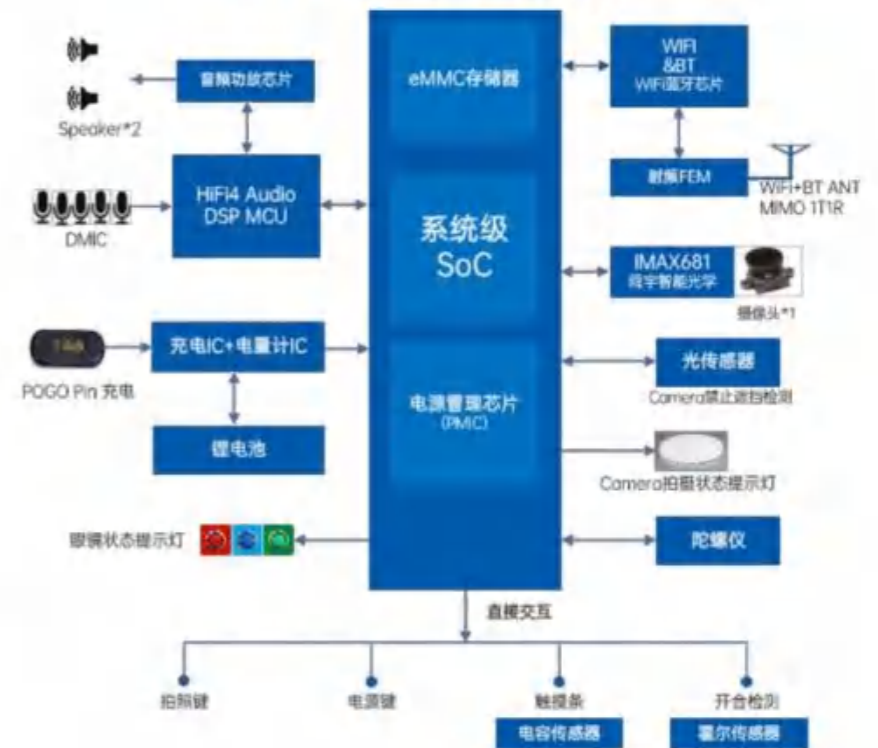 音频功放芯片
Speaker*2
HiFi4 Audio
DSP MCU
DMIC
充电IC+电量计IC
POGO Pin 充电
锂电池
眼镜状态提示灯
eMMC存储器
系统级
SoC
电源管理芯片
(PMIC)
WIFI
&BT
WiFi蓝牙芯片
射频FEM
WiFi+BT ANT
MIMO 1T1R
IMAX681
舜宇智能光学
摄像头*1
光传感器
Camera禁止遮挡检测
Camera拍摄状态提示灯
陀螺仪
直接交互
拍照键
电源键
触摸条
开合检测
电容传感器
霍尔传感器